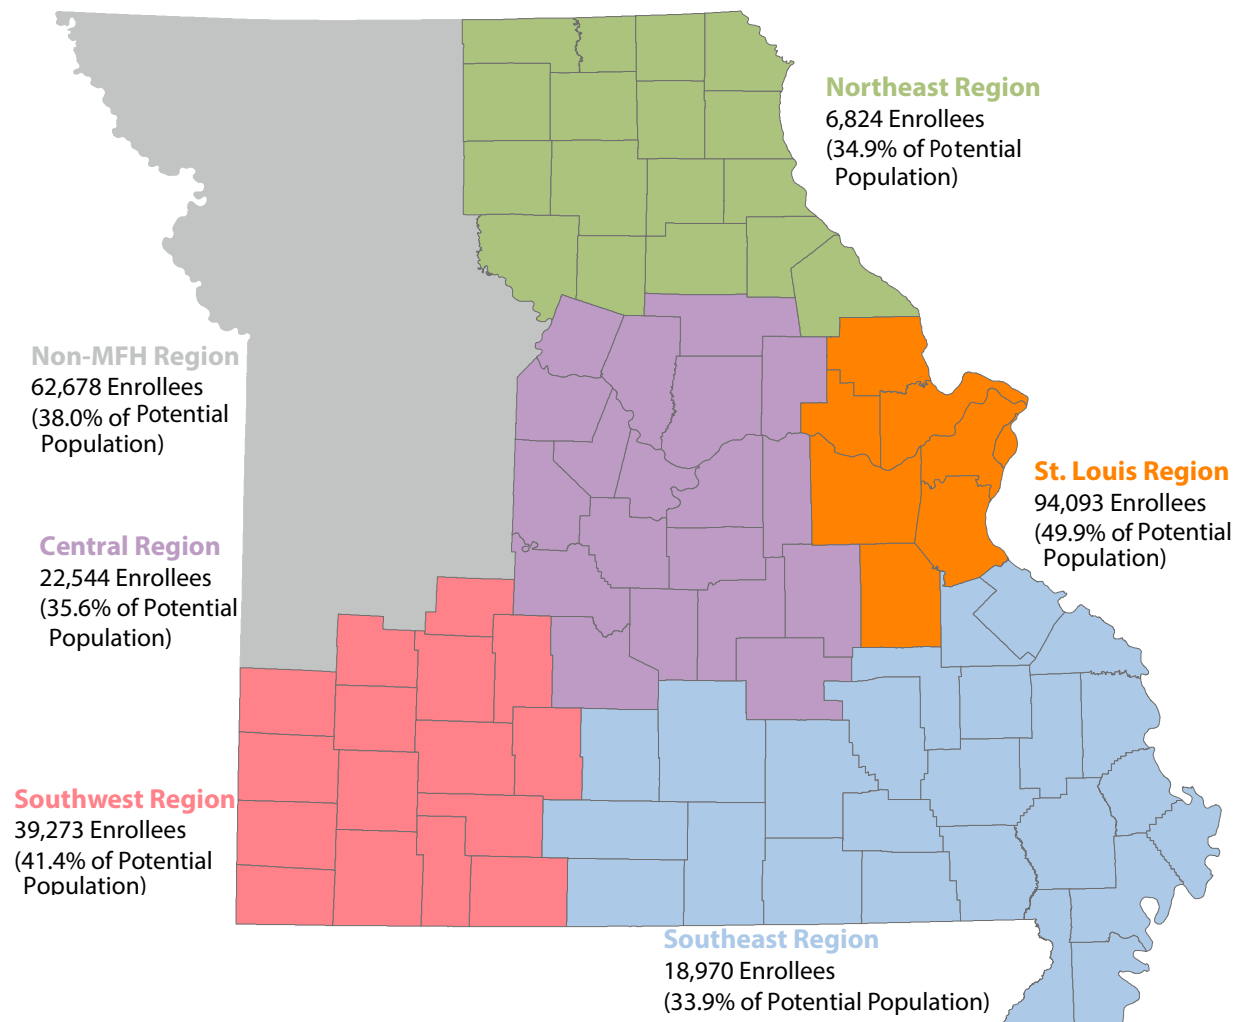 Northeast Region
6,824 Enrollees
(34.9% of Potential
Population)
Non-MFH Region
62,678 Enrollees
(38.0% of Potential
Population)
St. Louis Region
94,093 Enrollees
(49.9% of Potential
Population)
Central Region
22,544 Enrollees
(35.6% of Potential
Population)
Southwest Region
39,273 Enrollees
(41.4% of Potential
Population)
Southeast Region
18,970 Enrollees
(33.9% of Potential Population)